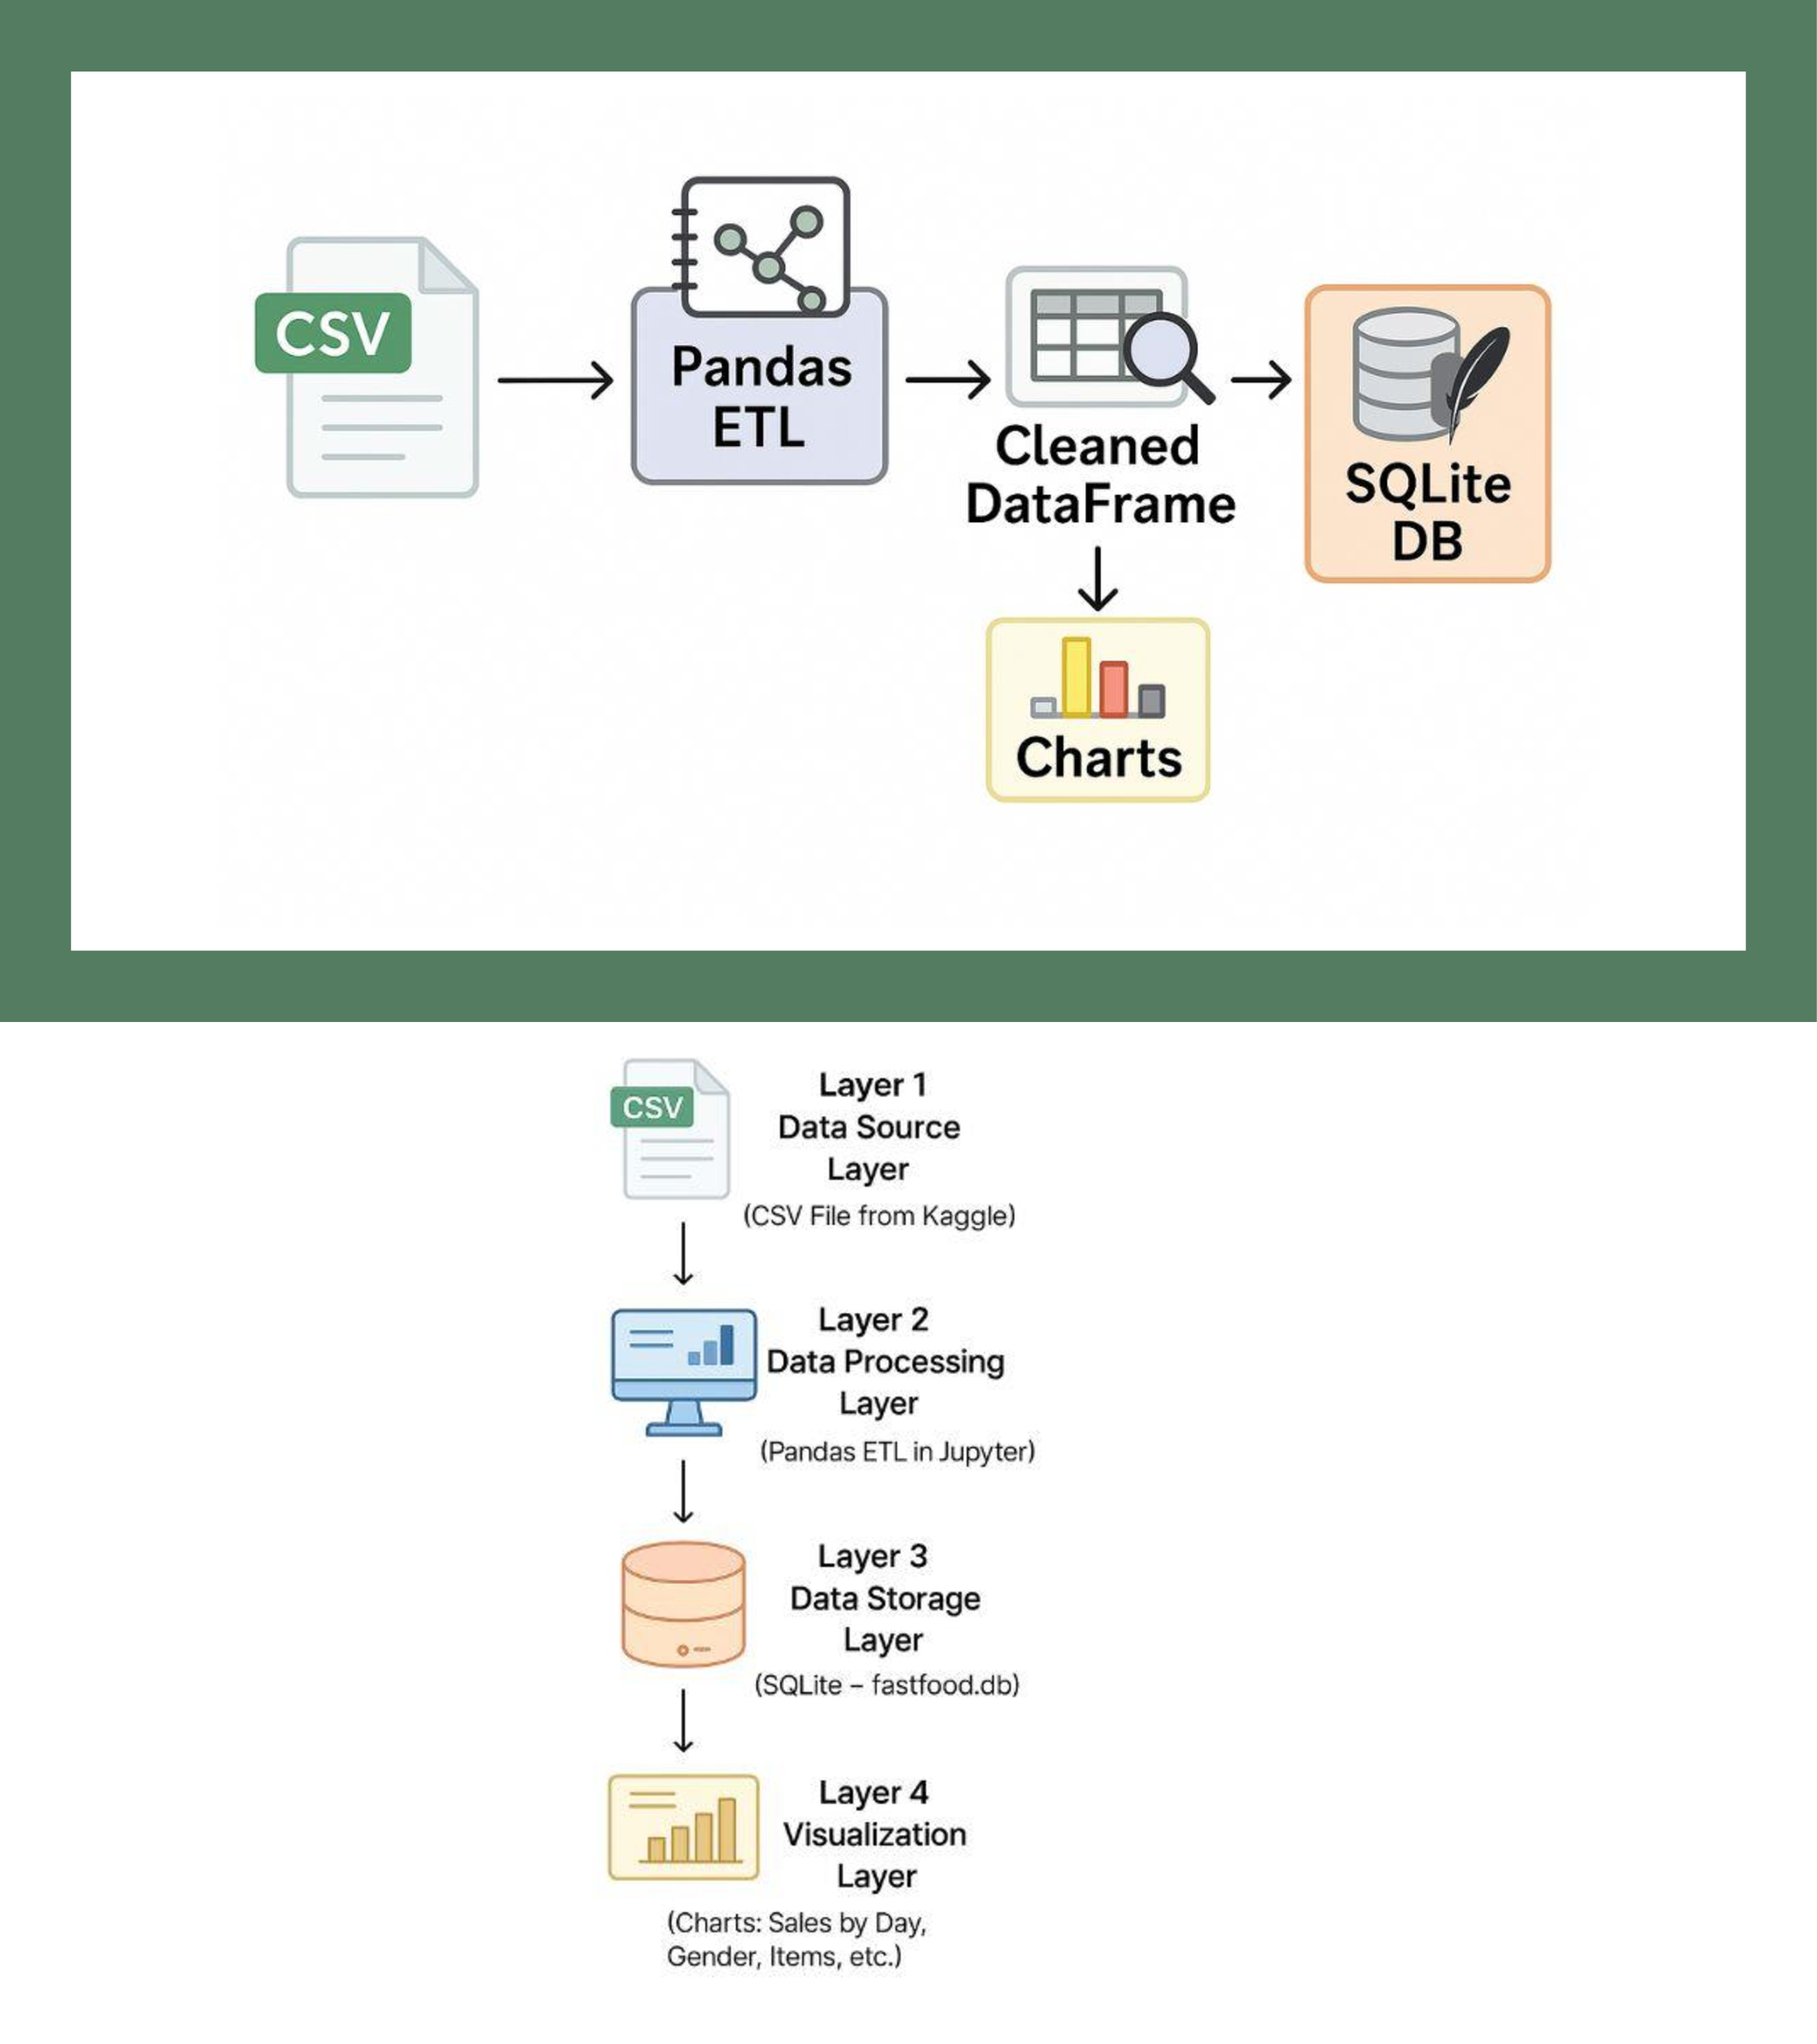 CSV
Pandas
ETL
Cleaned
DataFrame
SQLite
DB
Charts
CSV
Layer 1
Data Source
Layer
(CSV File from Kaggle)
Layer 2
Data Processing
Layer
(Pandas ETL in Jupyter)
Layer 3
Data Storage
Layer
(SQLite – fastfood.db)
Layer 4
Visualization
Layer
(Charts: Sales by Day,
Gender, Items, etc.)